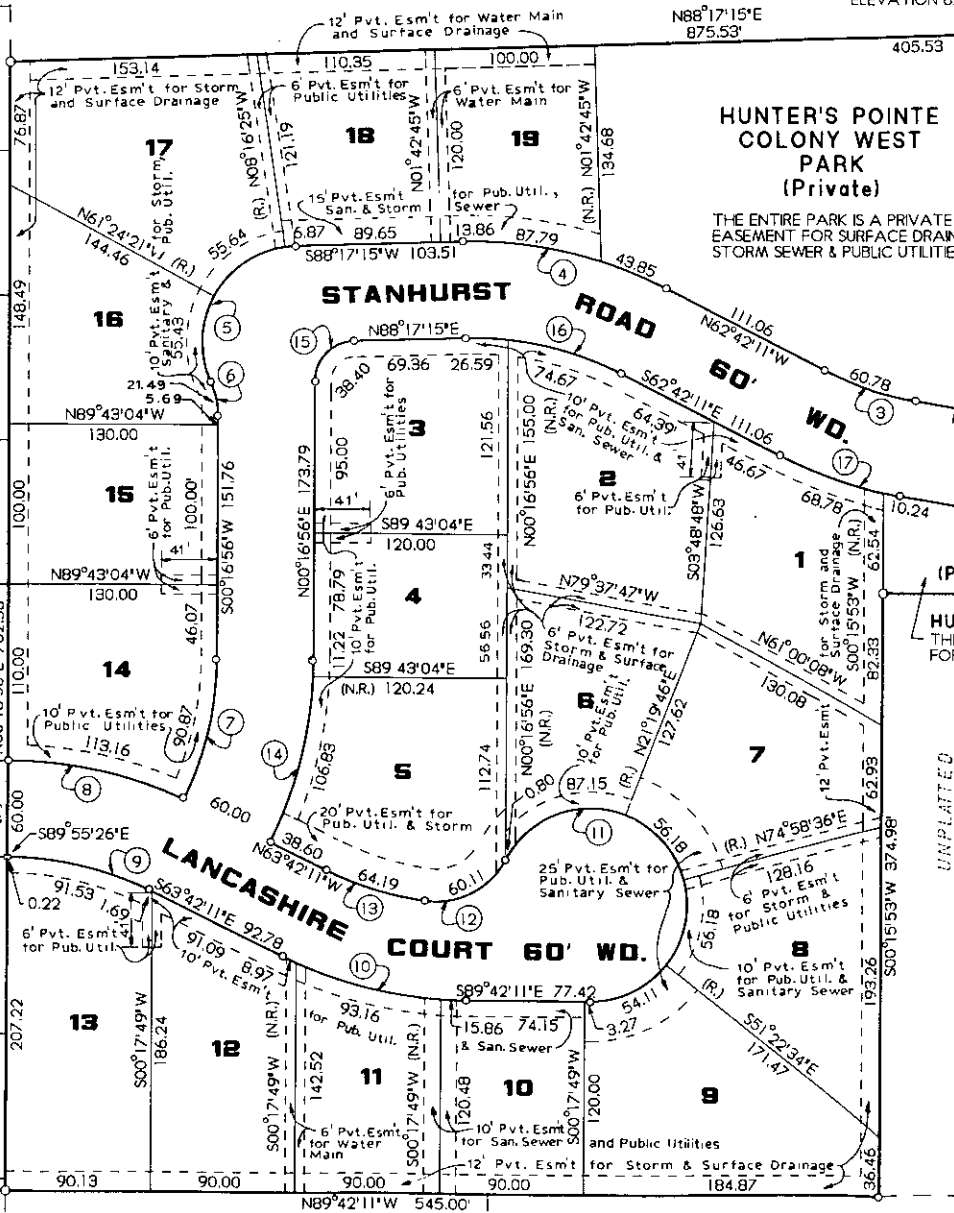 N88°17'15"E
875.53'
405.53
12' Pvt. Esm't for Water Main
and Surface Drainage
153.14
110.35
100.00
12' Pvt. Esm't for Storm
and Surface Drainage
6' Pvt. Esm't for
Public Utilities
6' Pvt. Esm't for
Water Main
76.87
17
18
19
(R.) N08°16'25"W
121.19
N01°42'45"W
120.00
N01°42'45"W
134.68
(N.R.)
HUNTER'S POINTE
COLONY WEST
PARK
(Private)
THE ENTIRE PARK IS A PRIVATE
EASEMENT FOR SURFACE DRAIN
STORM SEWER & PUBLIC UTILITIE
15' Pvt. Esm't
San. & Storm
for Pub. Util.,
Sewer
N61°24'21"W (R.)
144.46
10' Pvt. Esm't for Storm,
Sanitary & Pub. Util.
55.64
6.87
89.65
13.86
87.79
S88°17'15"W 103.51
43.85
4
148.49
16
55.43
5
STANHURST
ROAD
60'
WD.
111.06
N62°42'11"W
60.78
3
15
N88°17'15"E
16
6
21.49
5.69
38.40
69.36
26.59
74.67
S62°42'11"E
111.06
64.39'
46.67
17
68.78
10.24
N89°43'04"W
130.00
3
6' Pvt. Esm't for
Public Utilities
95.00
121.56
N00°16'56"E 155.00
(N.R.)
10' Pvt. Esm't
for Pub. Util. &
San. Sewer
2
41
6' Pvt. Esm't
for Pub. Util.
S03°48'48"W
126.63
15
100.00
6' Pvt. Esm't
for Pub. Util.
100.00'
S00°16'56"W 151.76
N00°16'56"E 173.79
41'
S89 43'04"E
120.00
1
for Storm and
Surface Drainage
S00°15'53"W (N.R.)
62.54
82.33
(P
HU
TH
FOR
41
N89°43'04"W
130.00
46.07
33.44
N79°37'47"W
122.72
4
78.79
10' Pvt. Esm't
for Pub. Util.
11.22
56.56
6' Pvt. Esm't for
Storm & Surface
Drainage
N61°00'08"W
130.08
110.00
14
S89 43'04"E
(N.R.) 120.24
169.30
N00°16'56"E
(N.R.)
6
10' Pvt. Esm't
for Pub. Util.
N21°19'46"E
127.62
(R.)
7
12' Pvt. Esm't
62.93
10' Pvt. Esm't for
Public Utilities
113.16
90.87
7
8
14
106.83
5
112.74
0.80
87.15
11
56.18
UNPLATTED
60.00
60.00
20' Pvt. Esm't for
Pub. Util. & Storm
(R.) N74°58'36"E
128.16
S00°15'53"W 374.98'
S89°55'26"E
9
LANCASHIRE
COURT 60' WD.
38.60
N63°42'11"W
64.19
13
60.11
12
25' Pvt. Esm't for
Pub. Util. &
Sanitary Sewer
6' Pvt. Esm't
for Storm &
Public Utilities
56.18
91.53
0.22
1.69
41'
6' Pvt. Esm't
for Pub. Util.
S63°42'11"E
92.78
91.09
10' Pvt. Esm't
8.97
for Pub. Util.
10
93.16
S89°42'11"E 77.42
15.86
74.15
& San. Sewer
54.11
3.27
(R.)
S51°22'34"E
171.47
8
10' Pvt. Esm't
for Pub. Util. &
Sanitary Sewer
193.26
207.22
13
S00°17'49"W
186.24
12
S00°17'49"W (N.R.)
142.52
11
S00°17'49"W (N.R.)
120.48
10
S00°17'49"W
120.00
9
6' Pvt. Esm't
for Water
Main
10' Pvt. Esm't
for San. Sewer
and Public Utilities
12' Pvt. Esm't for Storm & Surface Drainage
36.46
90.13
90.00
90.00
90.00
184.87
N89°42'11"W 545.00'